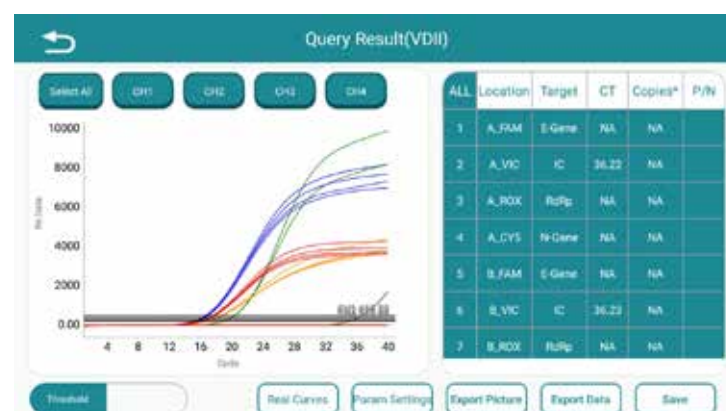 Query Result(VDII)
Select All CH1 CH2 CH3 CH4
ALL Location Target CT Copies* P/N
1 A_FAM E-Gene NA NA
2 A_VIC IC 36.22 NA
3 A_ROX RdRp NA NA
4 A_CY5 N-Gene NA NA
5 B_FAM E-Gene NA NA
6 B_VIC IC 36.23 NA
7 B_ROX RdRp NA NA
10000
8000
6000
4000
2000
0.00
4 8 12 16 20 24 28 32 36 40
Cycle
Threshold Real Curves Param Settings Export Picture Export Data Save